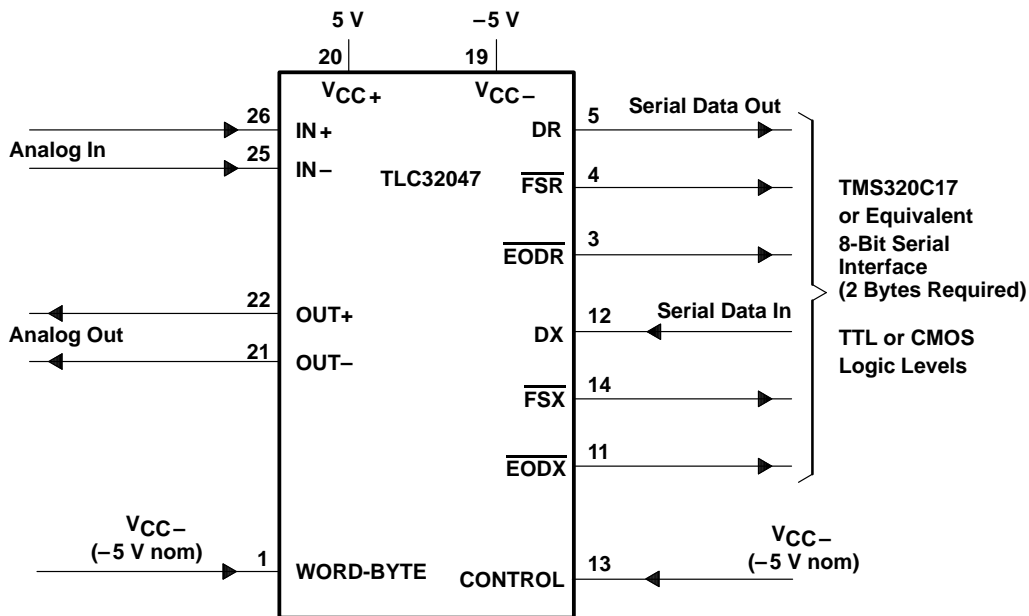 5 V
–5 V
20
19
VCC+
VCC–
26
IN+
DR
5
Serial Data Out
Analog In
25
IN–
TLC32047
FSR
4
TMS320C17
or Equivalent
8-Bit Serial
Interface
(2 Bytes Required)
EODR
3
22
OUT+
DX
12
Serial Data In
Analog Out
21
OUT–
TTL or CMOS
Logic Levels
FSX
14
EODX
11
VCC–
(–5 V nom)
1
WORD-BYTE
CONTROL
13
VCC–
(–5 V nom)